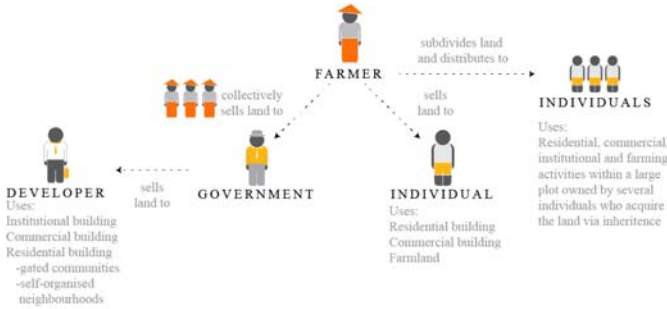 FARMER
subdivides land
and distributes to
INDIVIDUALS
Uses:
Residential, commercial,
institutional and farming
activities within a large
plot owned by several
individuals who acquire
the land via inheritence
collectively
sells land to
sells
land to
DEVELOPER
Uses:
Institutional building
Commercial building
Residential building
-gated communities
-self-organised
neighbourhoods
sells
land to
GOVERNMENT
INDIVIDUAL
Uses:
Residential building
Commercial building
Farmland